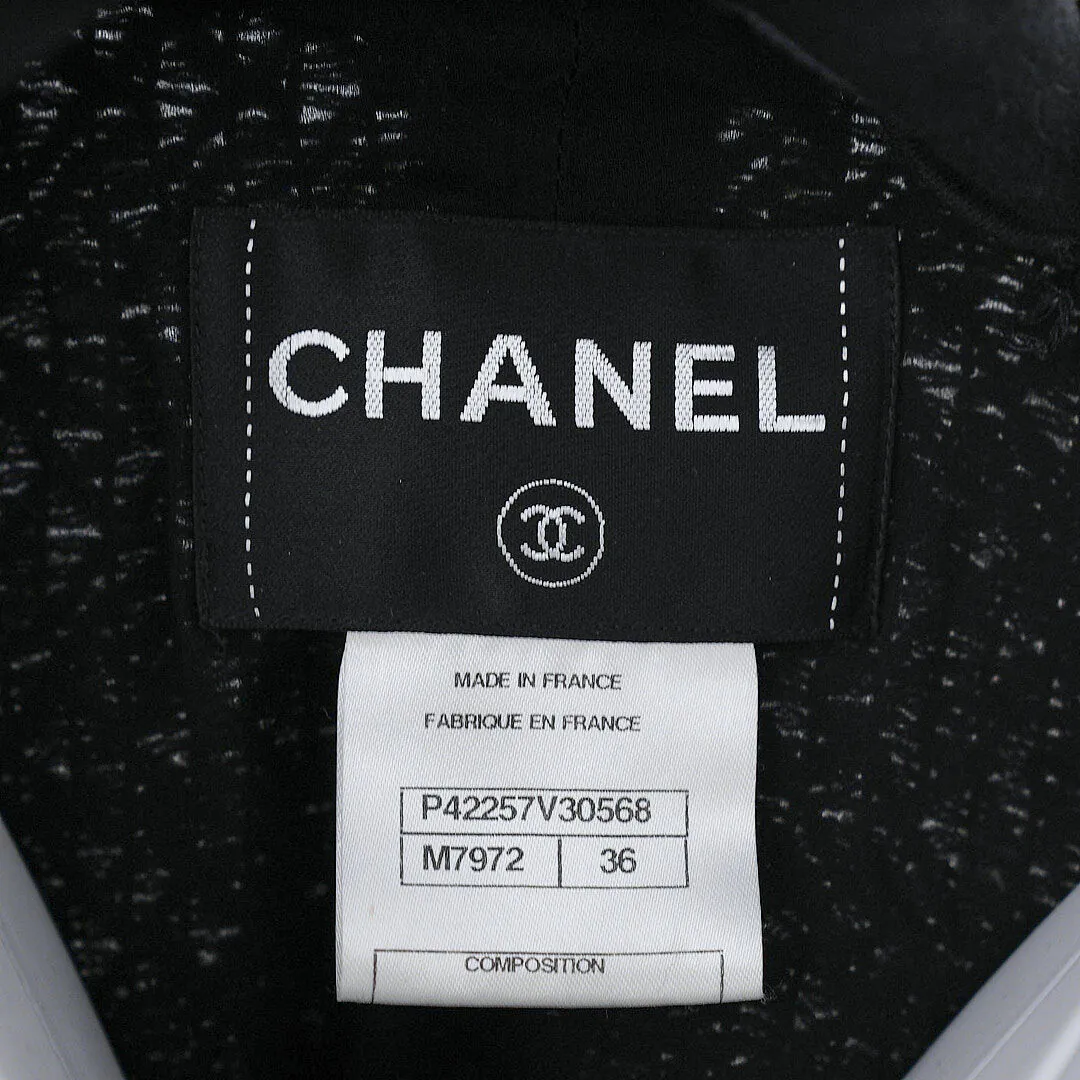 CHANEL
MADE IN FRANCE
FABRIQUE EN FRANCE
P42257V30568
M7972 36
COMPOSITION